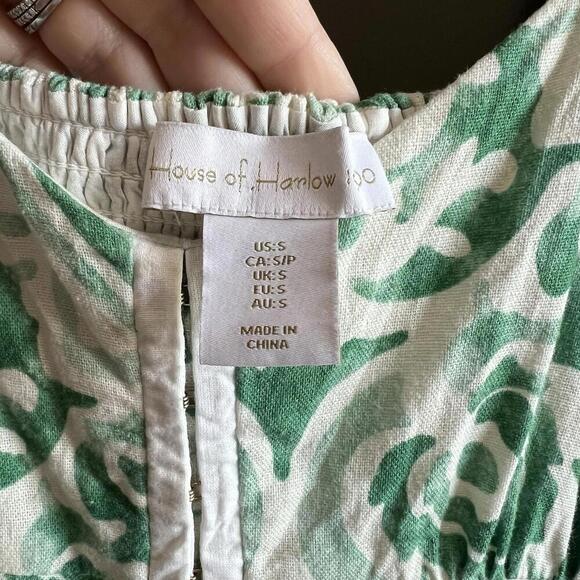 House of Harlow 1960
US:S
CA:S/P
UK:S
EU:S
AU:S
MADE IN
CHINA